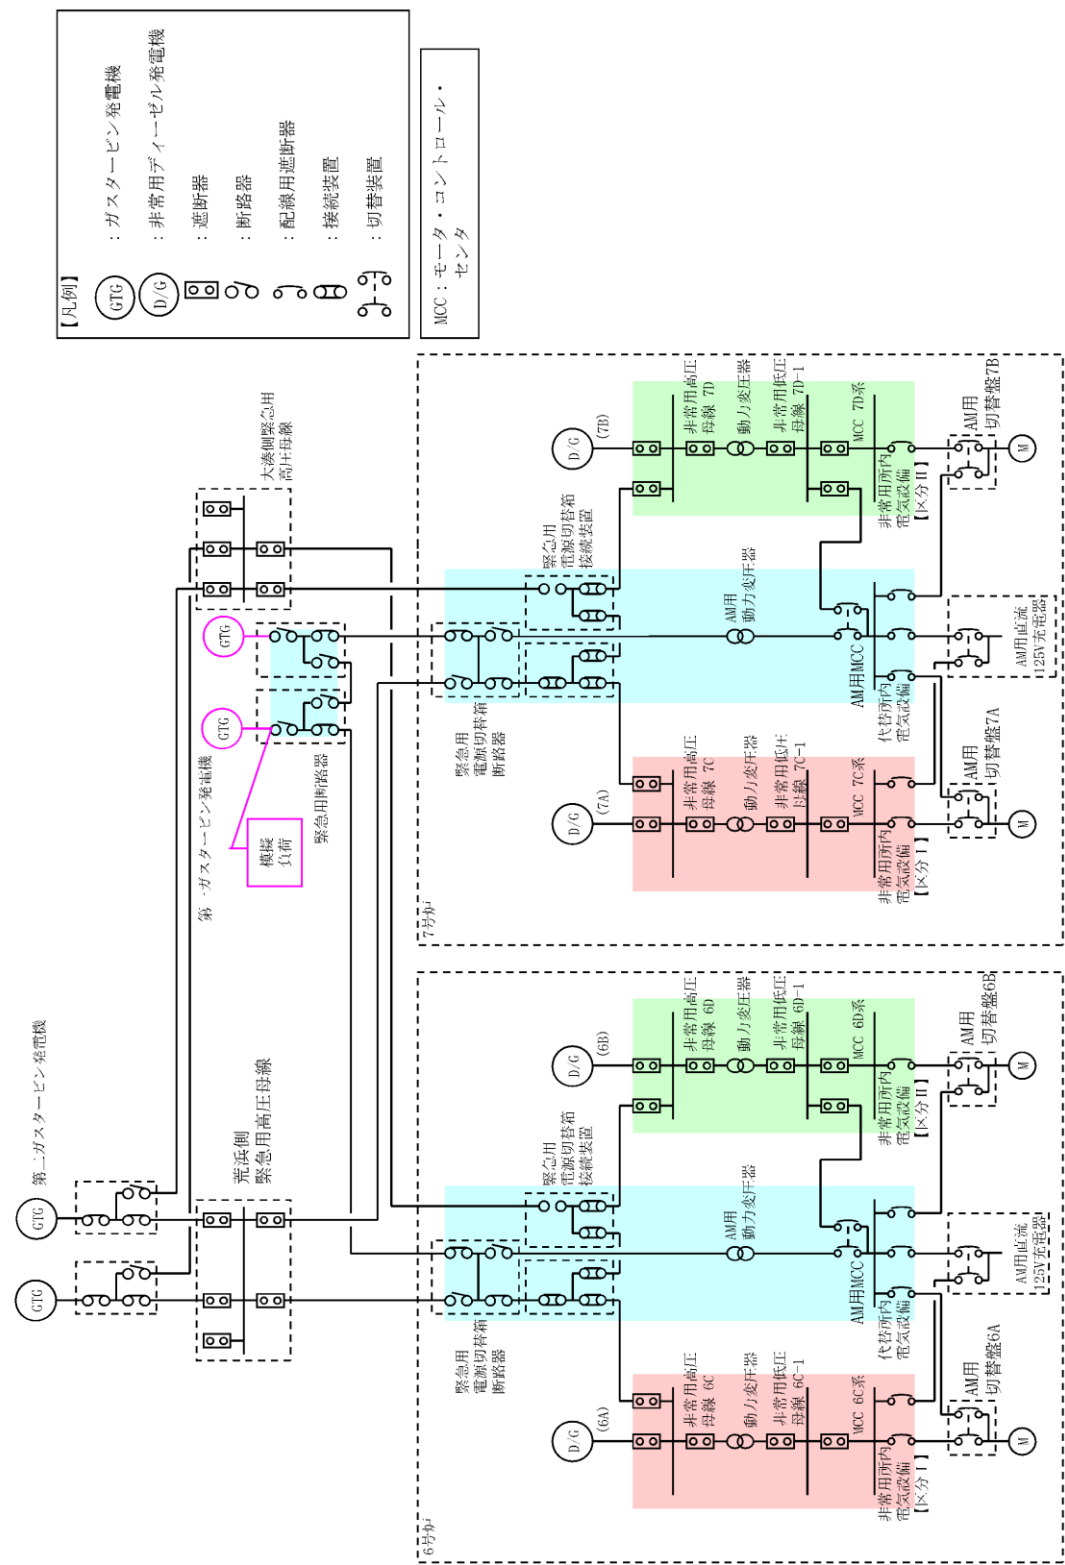 【凡例】
GTG
：ガスタービン発電機
D/G
：非常用ディーゼル発電機
：遮断器
：断路器
：配線用遮断器
：接続装置
：切替装置
MCC：モータ・コントロール・
センタ
第二ガスタービン発電機
GTG
GTG
荒浜側
緊急用高圧母線
大湊側緊急用
高圧母線
第一ガスタービン発電機
GTG
GTG
模擬
負荷
緊急用断路器
6号炉
緊急用
電源切替箱
断路器
緊急用
電源切替箱
接続装置
D/G
(6A)
非常用高圧
母線 6C
動力変圧器
非常用低圧
母線 6C-1
MCC 6C系
非常用所内
電気設備
【区分Ⅰ】
AM用
切替盤6A
M
AM用
動力変圧器
AM用MCC
代替所内
電気設備
AM用直流
125V充電器
D/G
(6B)
非常用高圧
母線 6D
動力変圧器
非常用低圧
母線 6D-1
MCC 6D系
非常用所内
電気設備
【区分Ⅱ】
AM用
切替盤6B
M
7号炉
緊急用
電源切替箱
断路器
緊急用
電源切替箱
接続装置
D/G
(7A)
非常用高圧
母線 7C
動力変圧器
非常用低圧
母線 7C-1
MCC 7C系
非常用所内
電気設備
【区分Ⅰ】
AM用
切替盤7A
M
AM用
動力変圧器
AM用MCC
代替所内
電気設備
AM用直流
125V充電器
D/G
(7B)
非常用高圧
母線 7D
動力変圧器
非常用低圧
母線 7D-1
MCC 7D系
非常用所内
電気設備
【区分Ⅱ】
AM用
切替盤7B
M